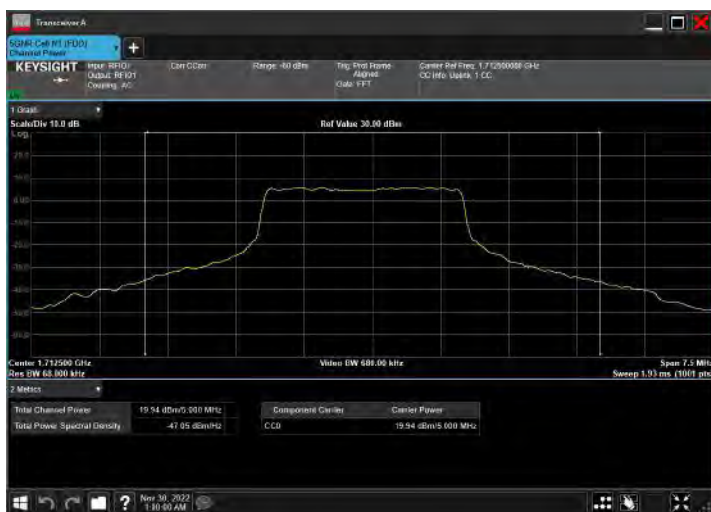 Transceiver A
5GNR Cell N1 (FDD)
Channel Power
KEYSIGHT
Input: RFIO1
Output: RFIO1
Coupling: AC
Corr CCorr
Range: -60 dBm
Trig: Prot Frame
Aligned
Gate: FFT
Carrier Ref Freq: 1.712500000 GHz
CC Info: Uplink, 1 CC
1 Graph
Scale/Div 10.0 dB
Ref Value 30.00 dBm
Log
20.0
Center 1.712500 GHz
Video BW 680.00 kHz
Span 7.5 MHz
Res BW 68.000 kHz
Sweep 1.93 ms (1001 pts)
2 Metrics
Total Channel Power
19.94 dBm/5.000 MHz
Total Power Spectral Density
-47.05 dBm/Hz
Component Carrier
Carrier Power
CC0
19.94 dBm/5.000 MHz
Nov 30, 2022